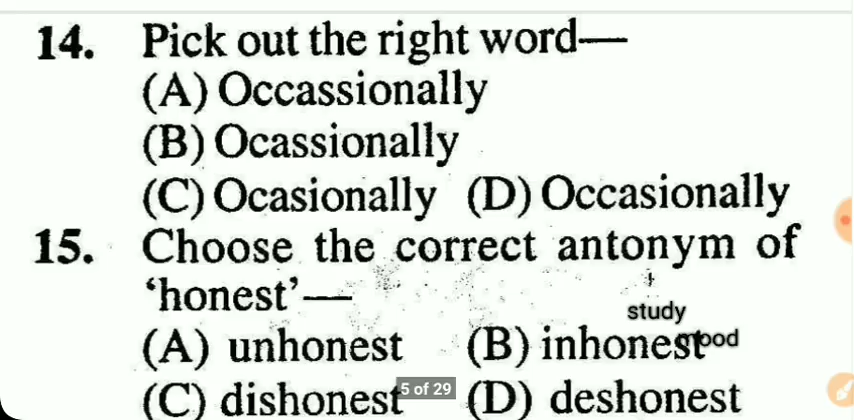 14. Pick out the right word—
(A) Occassionally
(B) Ocassionally
(C) Ocasionally (D) Occasionally
15. Choose the correct antonym of
‘honest’—
study
(A) unhonest (B) inhonest
mood
(C) dishonest (D) deshonest
5 of 29